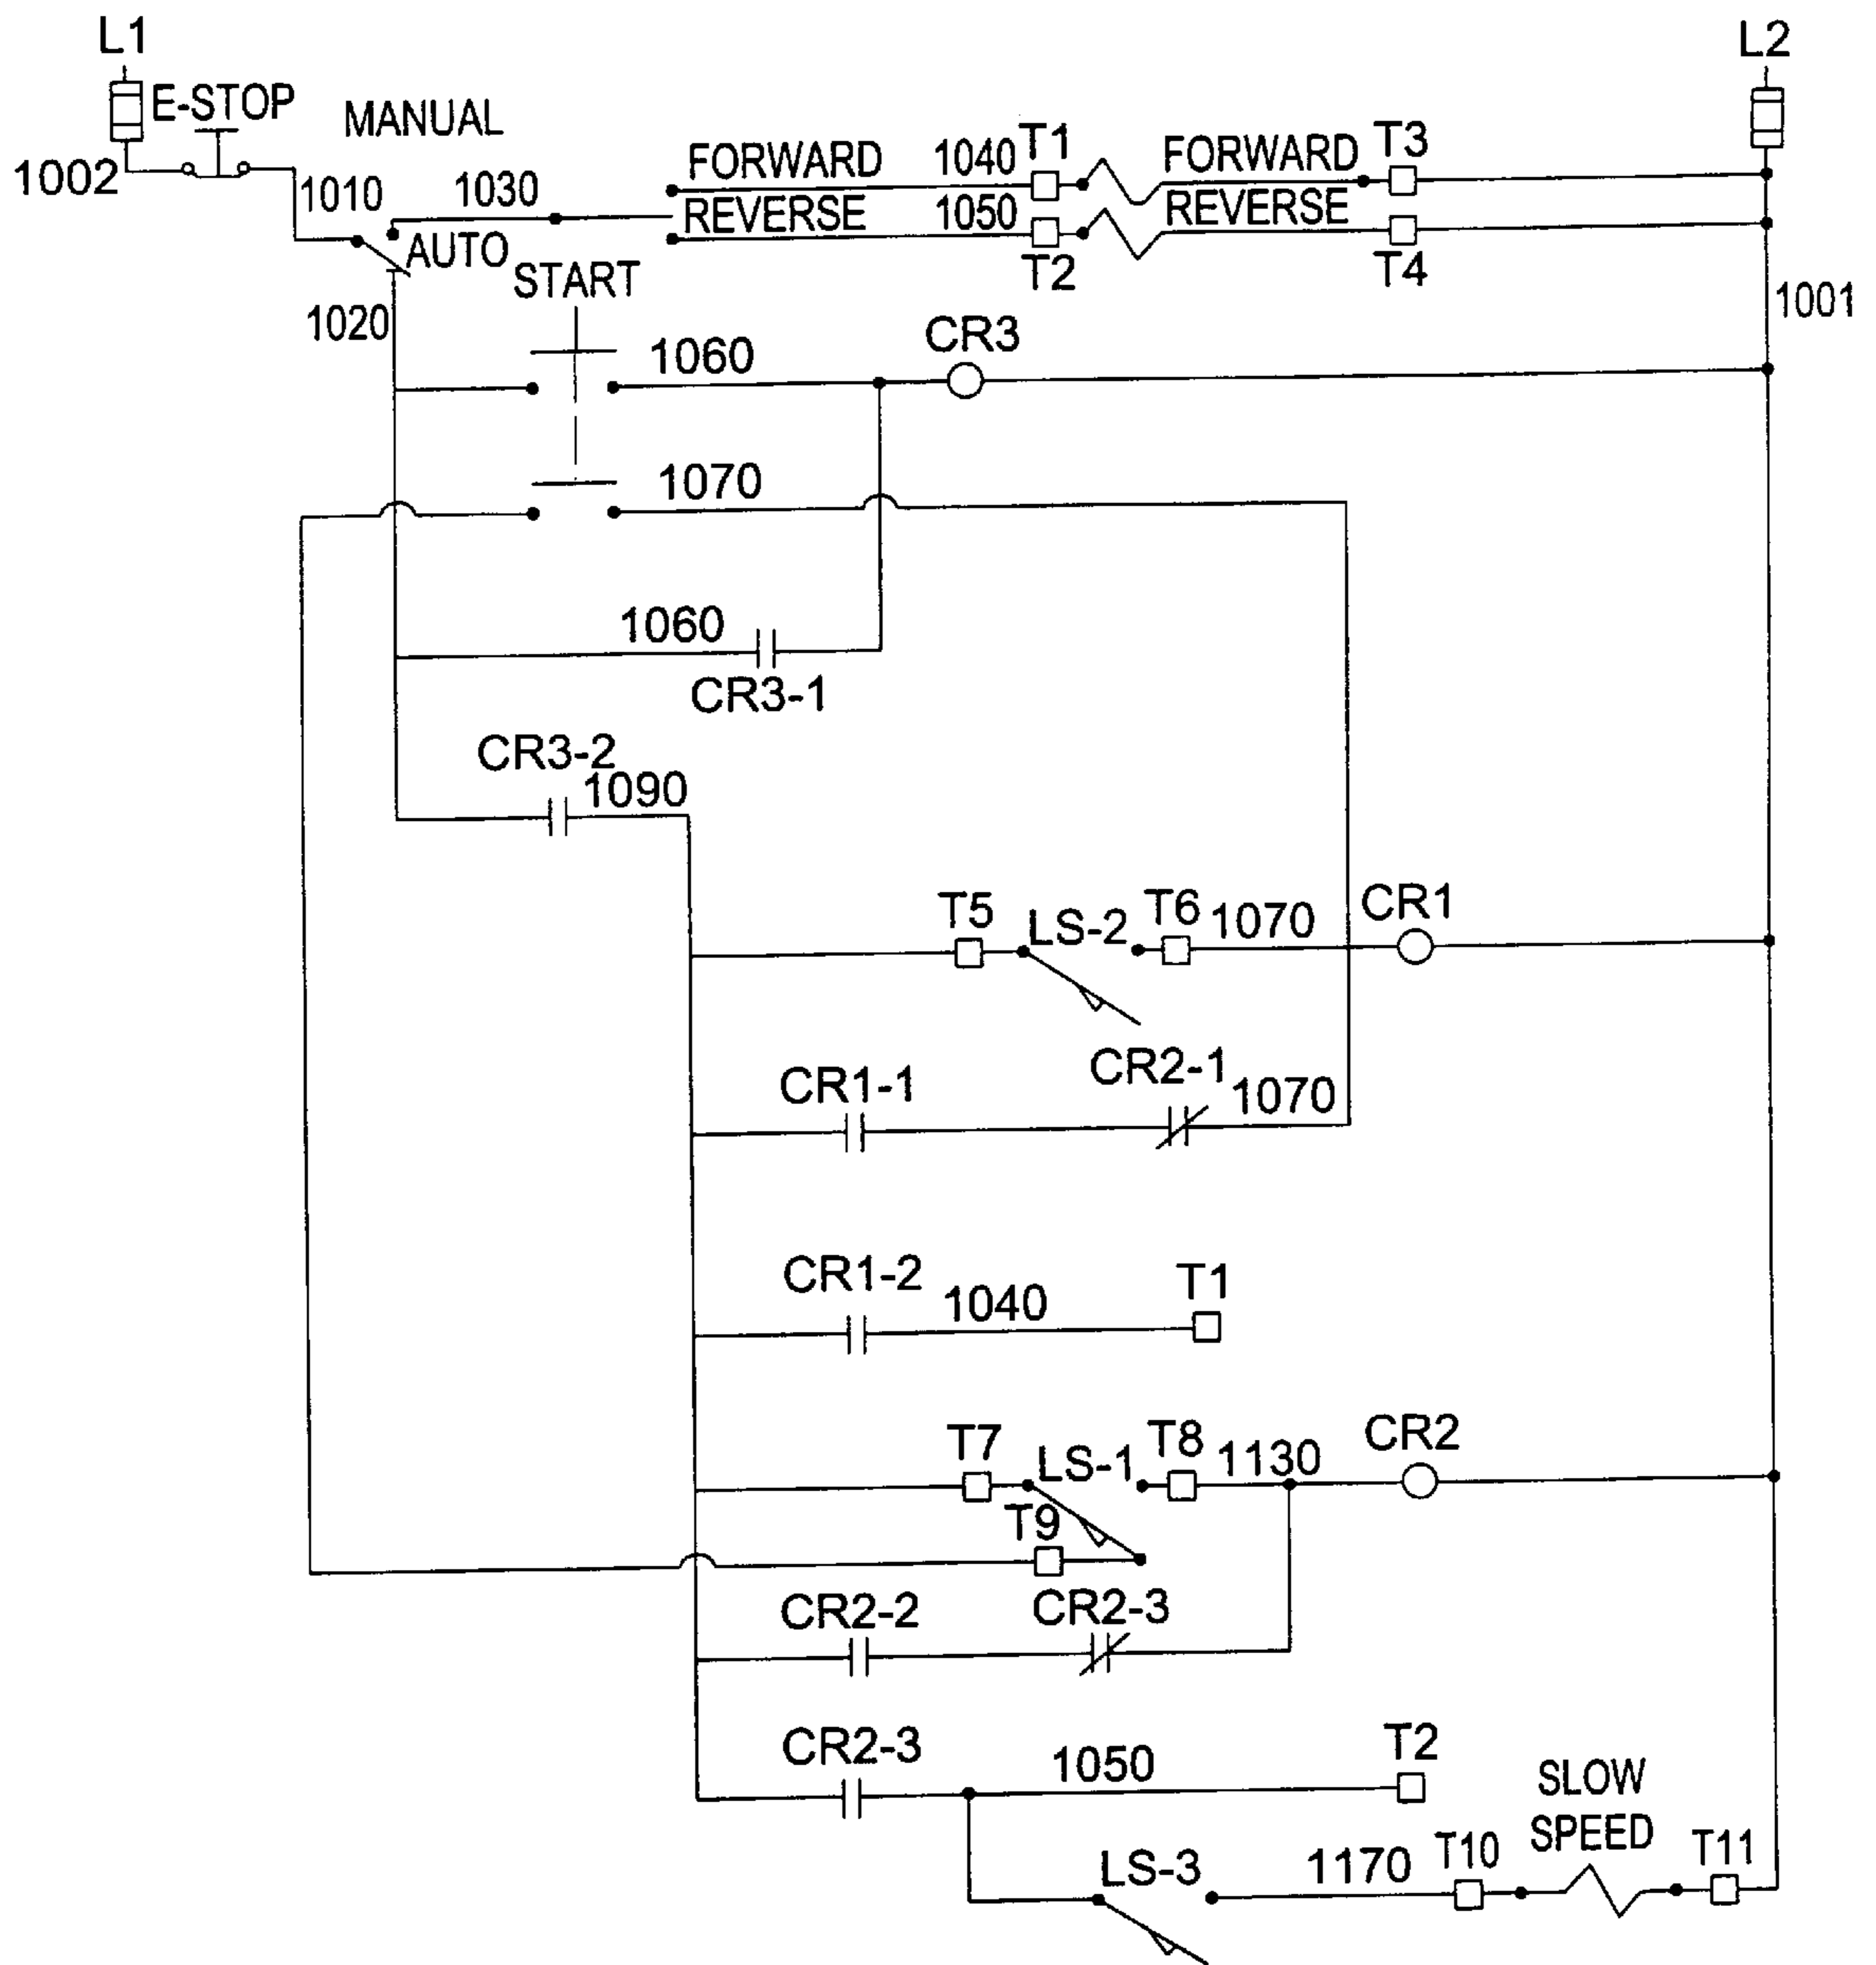 L1
L2
E-STOP
MANUAL
1002
1010
1030
FORWARD
1040
T1
FORWARD
T3
REVERSE
1050
REVERSE
AUTO
T2
T4
START
1001
1020
1060
CR3
1070
1060
CR3-1
CR3-2
1090
T5
LS-2
T6
1070
CR1
CR1-1
CR2-1
1070
CR1-2
1040
T1
T7
LS-1
T8
1130
CR2
T9
CR2-2
CR2-3
CR2-3
1050
T2
SLOW
SPEED
LS-3
1170
T10
T11